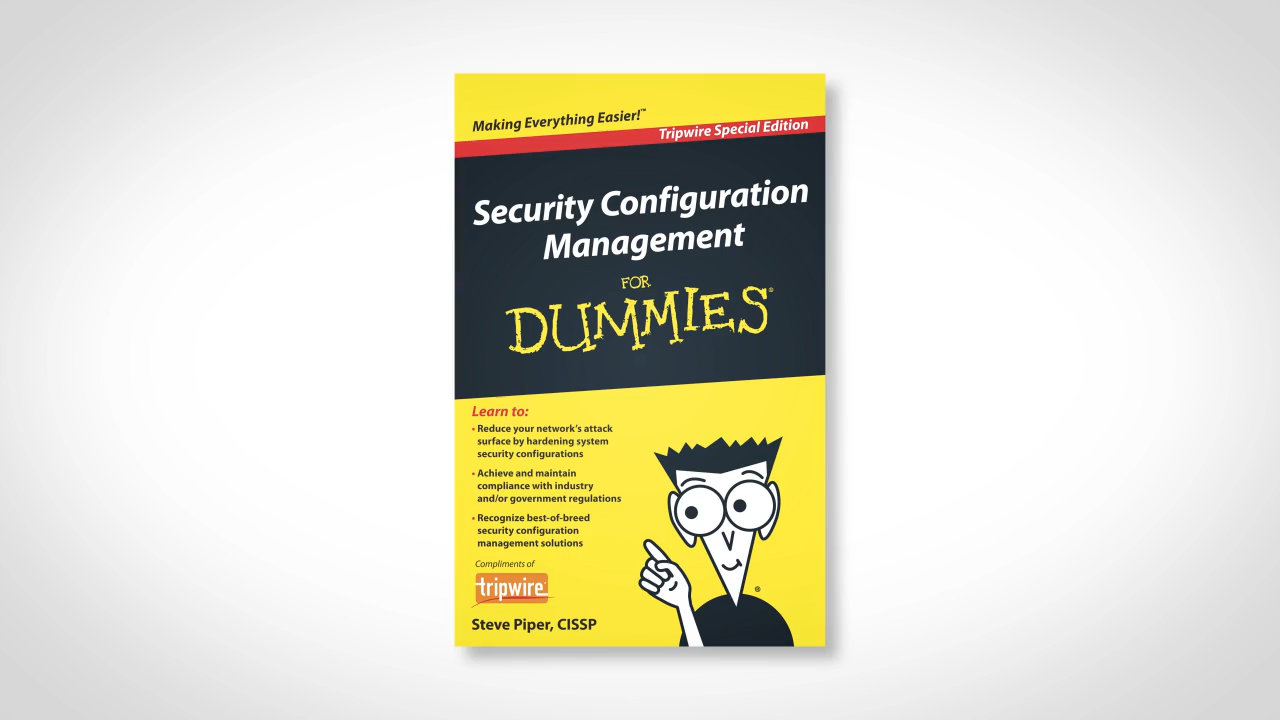 Making Everything Easier!™
Tripwire Special Edition
Security Configuration
Management
FOR
DUMMIES®
Learn to:
• Reduce your network's attack
surface by hardening system
security configurations
• Achieve and maintain
compliance with industry
and/or government regulations
• Recognize best-of-breed
security configuration
management solutions
Compliments of
tripwire
®
Steve Piper, CISSP